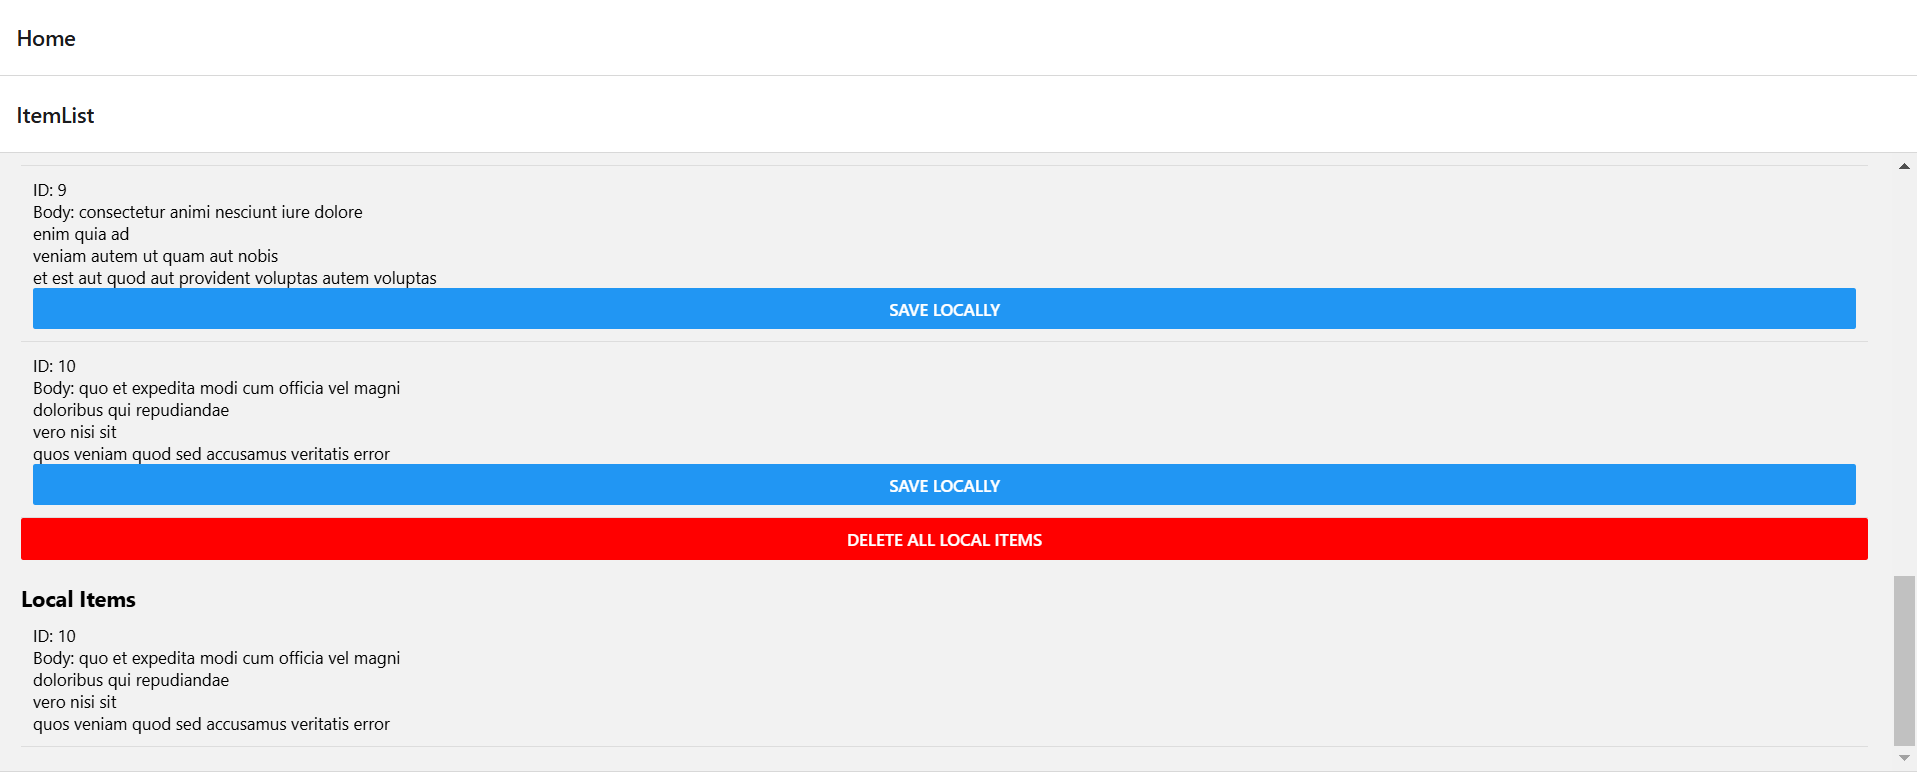 Home
ItemList
ID: 9
Body: consectetur animi nesciunt iure dolore
enim quia ad
veniam autem ut quam aut nobis
et est aut quod aut provident voluptas autem voluptas
SAVE LOCALLY
ID: 10
Body: quo et expedita modi cum officia vel magni
doloribus qui repudiandae
vero nisi sit
quos veniam quod sed accusamus veritatis error
SAVE LOCALLY
DELETE ALL LOCAL ITEMS
Local Items
ID: 10
Body: quo et expedita modi cum officia vel magni
doloribus qui repudiandae
vero nisi sit
quos veniam quod sed accusamus veritatis error